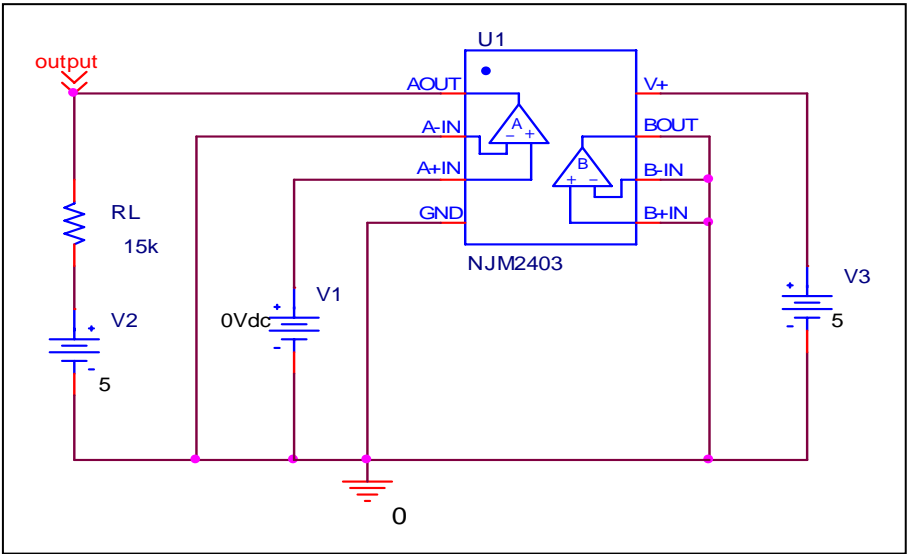 U1
output
AOUT
V+
A-IN
BOUT
A
A+IN
B
B-IN
GND
B+IN
RL
15k
NJM2403
V1
V3
0Vdc
V2
5
5
0